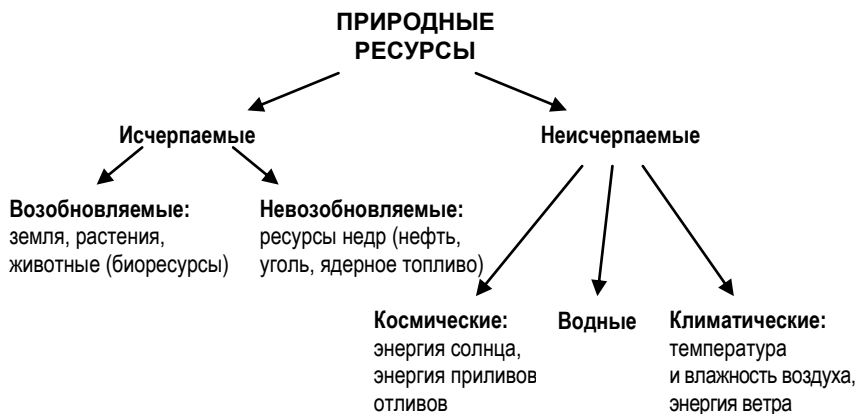 ПРИРОДНЫЕ
РЕСУРСЫ
Исчерпаемые
Неисчерпаемые
Возобновляемые:
земля, растения,
животные (биоресурсы)
Невозобновляемые:
ресурсы недр (нефть,
уголь, ядерное топливо)
Космические:
энергия солнца,
энергия приливов
отливов
Водные
Климатические:
температура
и влажность воздуха,
энергия ветра